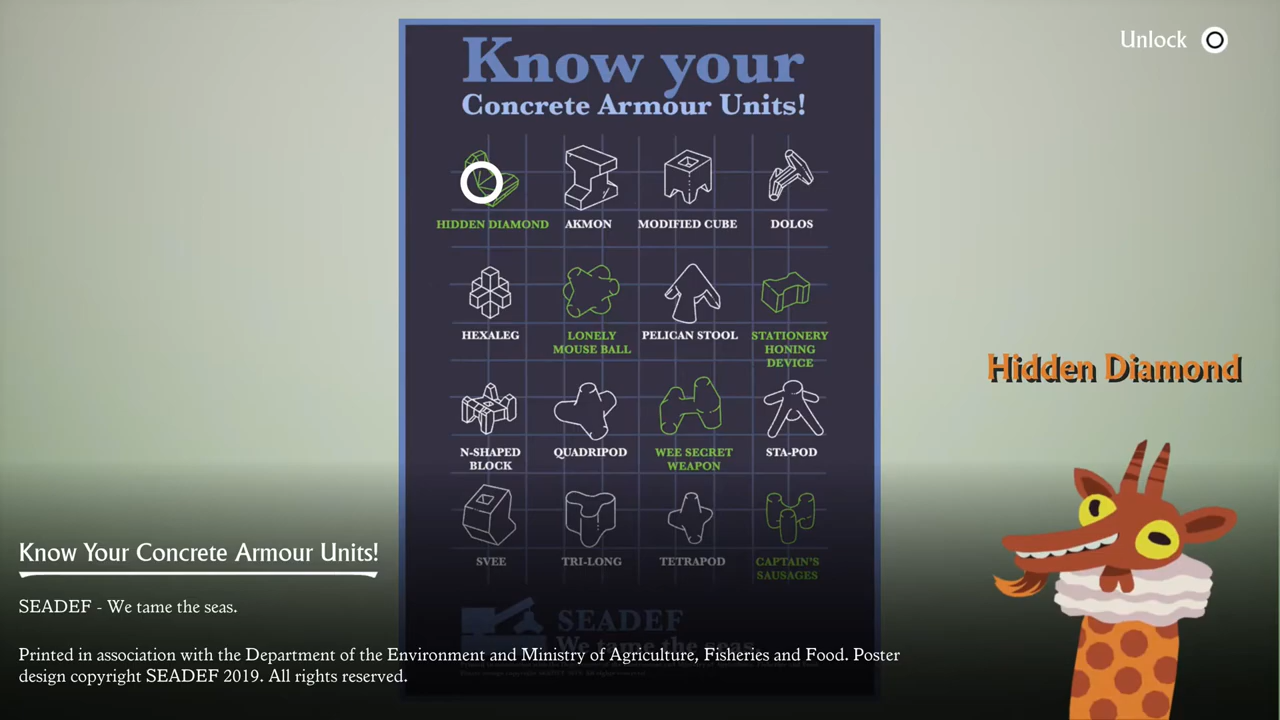 Unlock
Know your
Concrete Armour Units!
HIDDEN DIAMOND
AKMON
MODIFIED CUBE
DOLOS
HEXALEG
LONELY
MOUSE BALL
PELICAN STOOL
STATIONERY
HONING
DEVICE
Hidden Diamond
N-SHAPED
BLOCK
QUADRIPOD
WEE SECRET
WEAPON
STA-POD
SVEE
TRI-LONG
TETRAPOD
CAPTAIN'S
SAUSAGES
SEADEF
We tame the seas.
Know Your Concrete Armour Units!
SEADEF - We tame the seas.
Printed in association with the Department of the Environment and Ministry of Agriculture, Fisheries and Food. Poster
design copyright SEADEF 2019. All rights reserved.